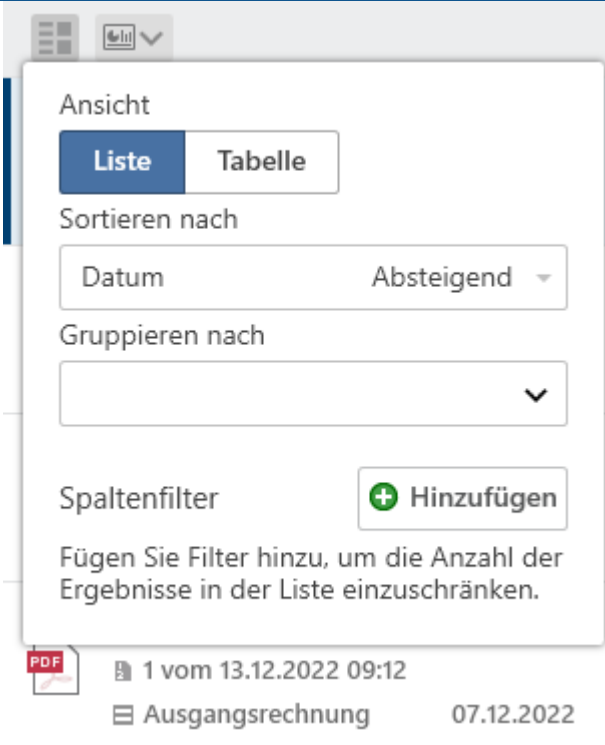 Ansicht
Liste Tabelle
Sortieren nach
Datum Absteigend
Gruppieren nach
Spaltenfilter Hinzufügen
Fügen Sie Filter hinzu, um die Anzahl der
Ergebnisse in der Liste einzuschränken.
PDF
1 vom 13.12.2022 09:12
Ausgangsrechnung 07.12.2022